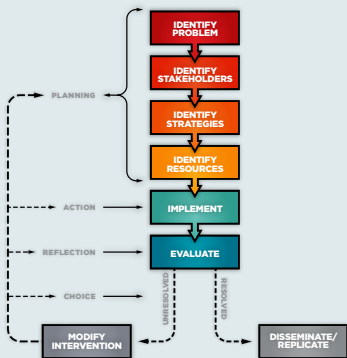 IDENTIFY
PROBLEM
IDENTIFY
STAKEHOLDERS
PLANNING
IDENTIFY
STRATEGIES
IDENTIFY
RESOURCES
ACTION
IMPLEMENT
REFLECTION
EVALUATE
CHOICE
UNRESOLVED
RESOLVED
MODIFY
INTERVENTION
DISSEMINATE/
REPLICATE